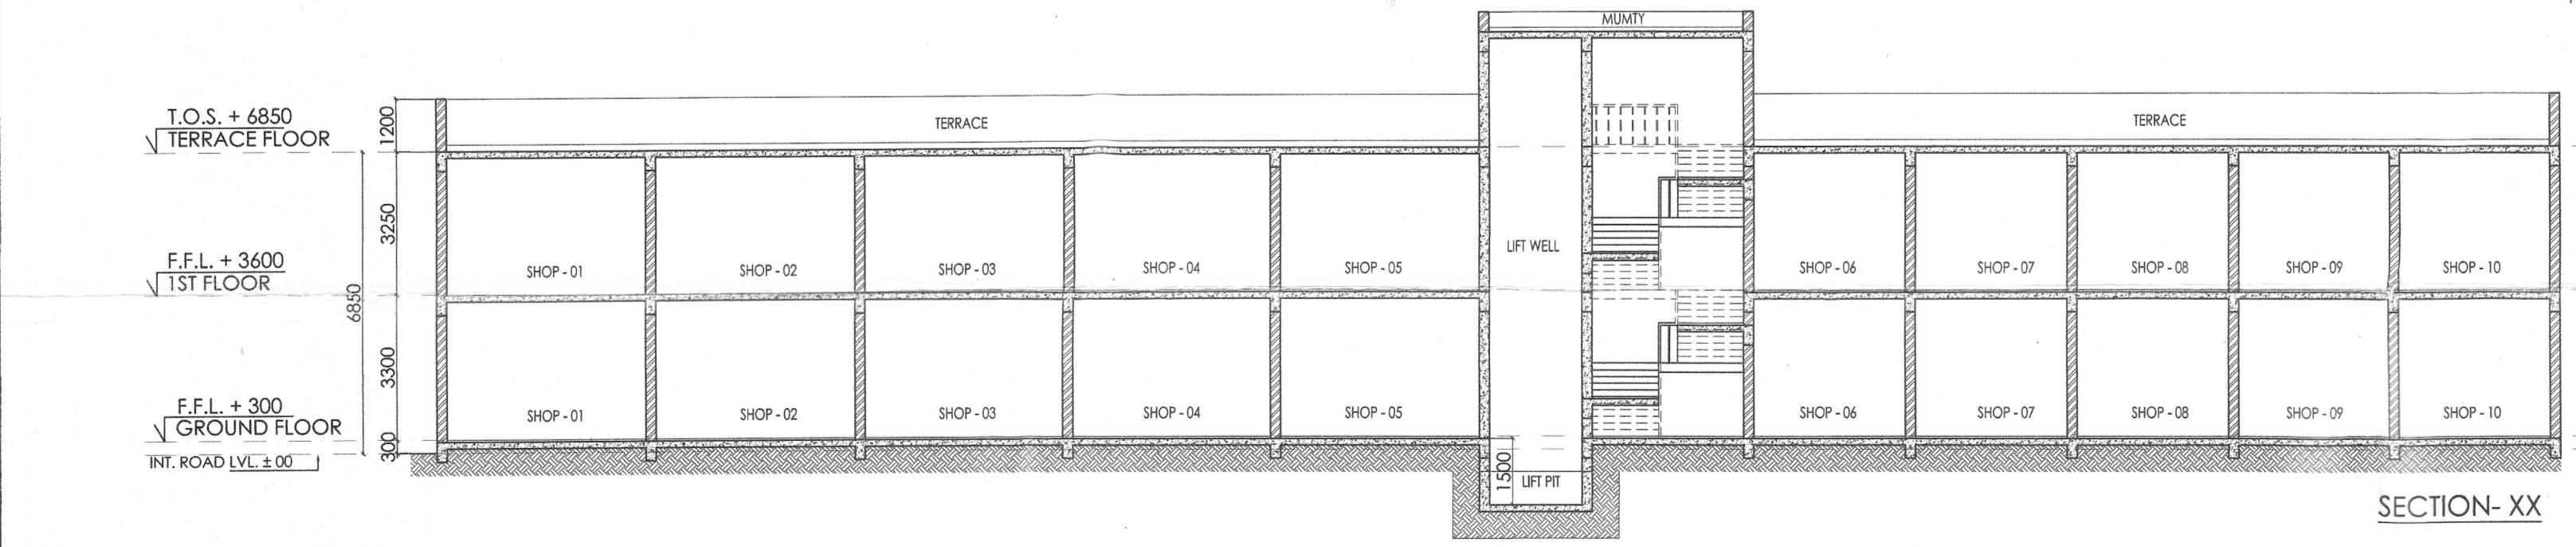 MUMTY
T.O.S. + 6850
TERRACE FLOOR
1200
TERRACE
TERRACE
3250
F.F.L. + 3600
1ST FLOOR
6850
SHOP - 01
SHOP - 02
SHOP - 03
SHOP - 04
SHOP - 05
LIFT WELL
SHOP - 06
SHOP - 07
SHOP - 08
SHOP - 09
SHOP - 10
3300
F.F.L. + 300
GROUND FLOOR
SHOP - 01
SHOP - 02
SHOP - 03
SHOP - 04
SHOP - 05
SHOP - 06
SHOP - 07
SHOP - 08
SHOP - 09
SHOP - 10
300
INT. ROAD LVL. ± 00
1500
LIFT PIT
SECTION- XX